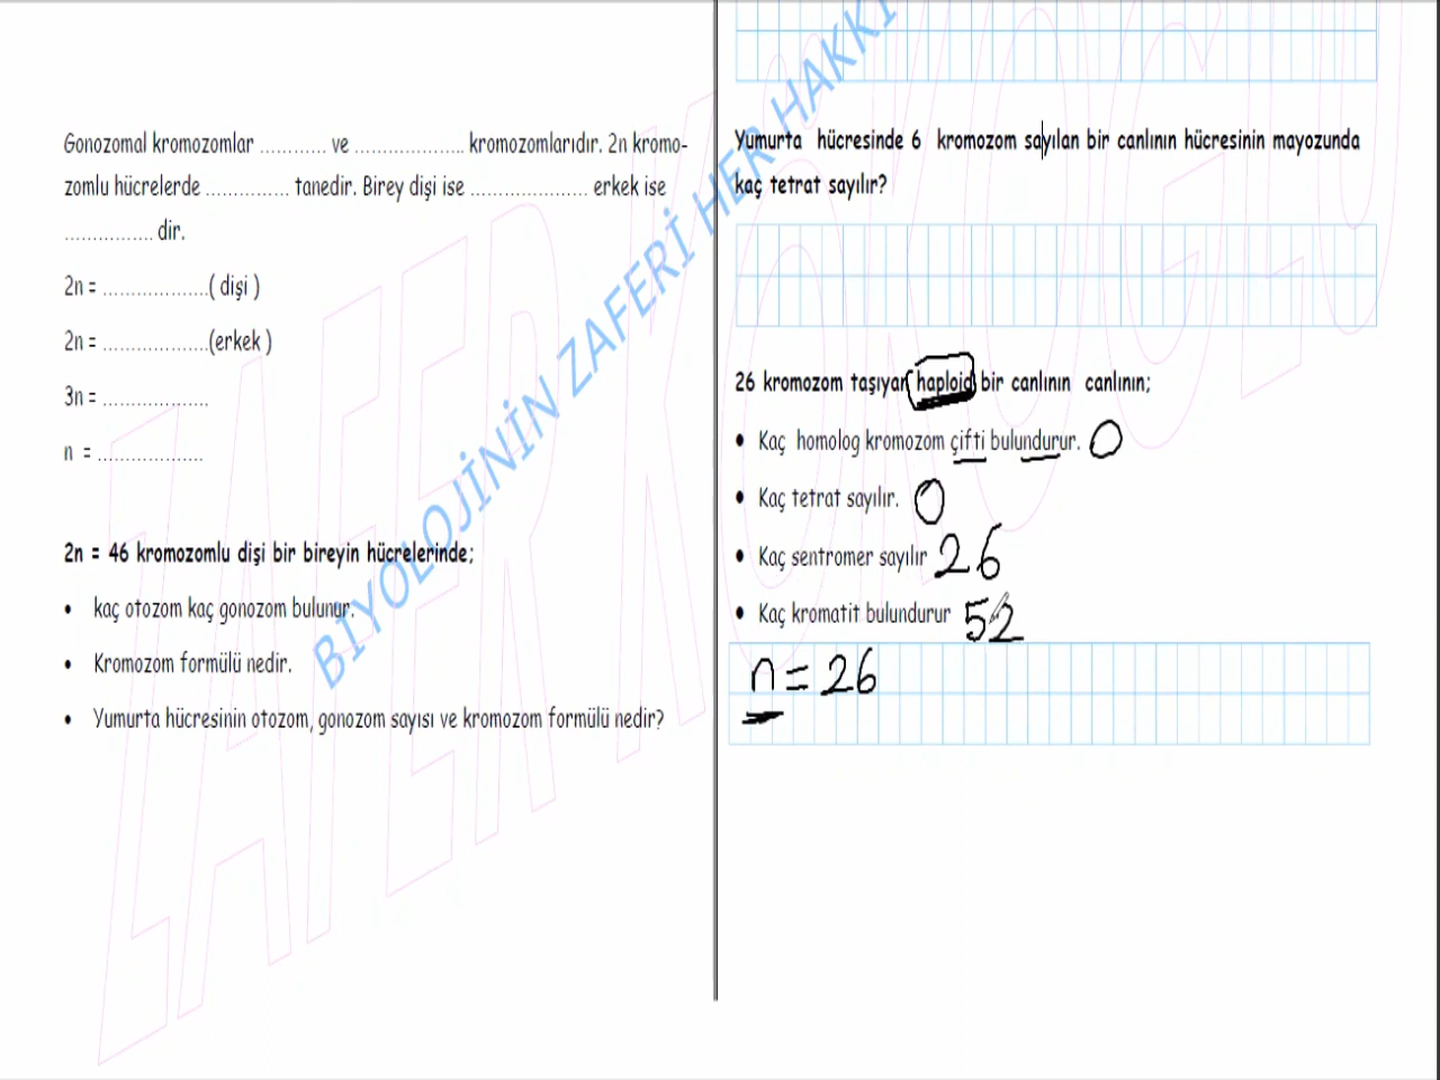 Gonozomal kromozomlar ............ ve .................... kromozomlarıdır. 2n kromo-
zomlu hücrelerde ............... tanedir. Birey dişi ise ..................... erkek ise
................ dir.
2n = ...................( dişi )
2n = ...................(erkek )
3n = ...................
n = ...................
2n = 46 kromozomlu dişi bir bireyin hücrelerinde;
• kaç otozom kaç gonozom bulunur.
• Kromozom formülü nedir.
• Yumurta hücresinin otozom, gonozom sayısı ve kromozom formülü nedir?
Yumurta hücresinde 6 kromozom sayılan bir canlının hücresinin mayozunda
kaç tetrat sayılır?
26 kromozom taşıyan haploid bir canlının canlının;
• Kaç homolog kromozom çifti bulundurur. 0
• Kaç tetrat sayılır. 0
• Kaç sentromer sayılır 26
• Kaç kromatit bulundurur 52
n = 26
BİYOLOJİNİN ZAFERİ HER HAKKI